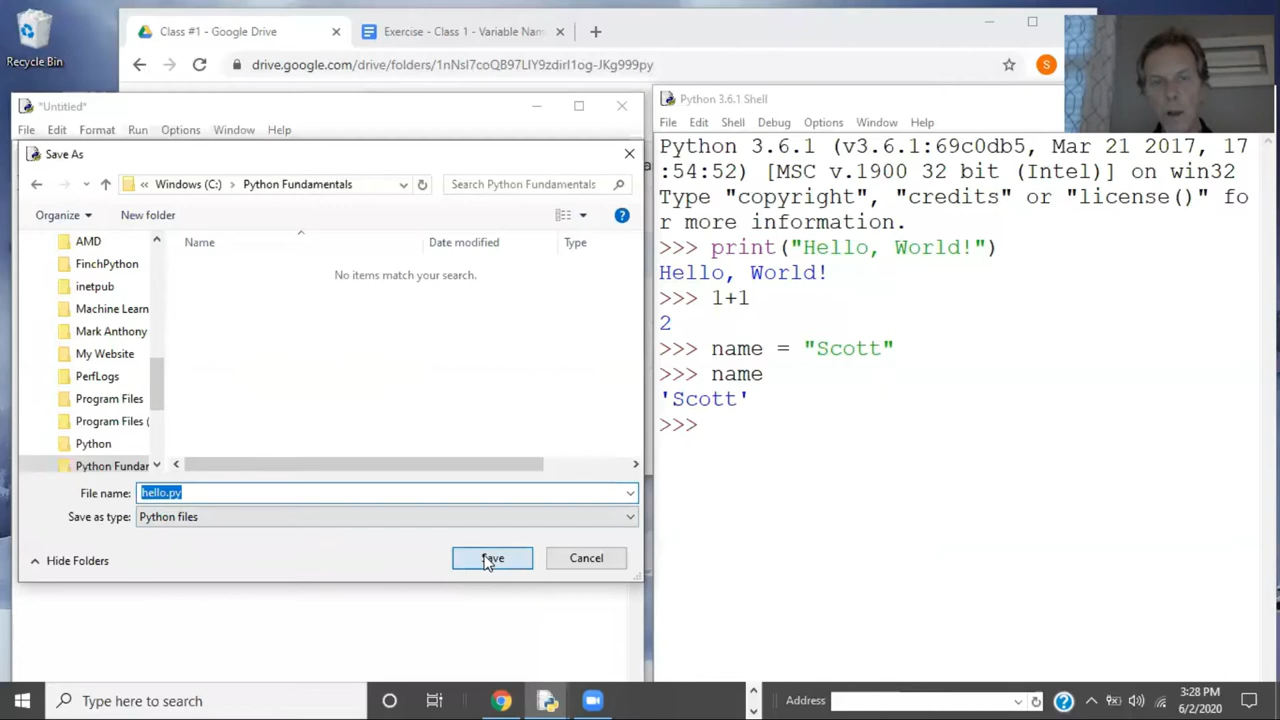 Recycle Bin
Class #1 - Google Drive
Exercise - Class 1 - Variable Nam
drive.google.com/drive/folders/1nNsI7coQB97LIY9zdirl1og-JKg999py
S
*Untitled*
File Edit Format Run Options Window Help
Save As
Windows (C:) Python Fundamentals
Search Python Fundamentals
Organize New folder
Name Date modified Type
No items match your search.
AMD
FinchPython
inetpub
Machine Learn
Mark Anthony
My Website
PerfLogs
Program Files
Program Files (
Python
Python Fundar
File name: hello.py
Save as type: Python files
Hide Folders
Save Cancel
Python 3.6.1 Shell
File Edit Shell Debug Options Window Help
Python 3.6.1 (v3.6.1:69c0db5, Mar 21 2017, 17
:54:52) [MSC v.1900 32 bit (Intel)] on win32
Type "copyright", "credits" or "license()" fo
r more information.
>>> print("Hello, World!")
Hello, World!
>>> 1+1
2
>>> name = "Scott"
>>> name
'Scott'
>>>
Type here to search
Address
3:28 PM
6/2/2020